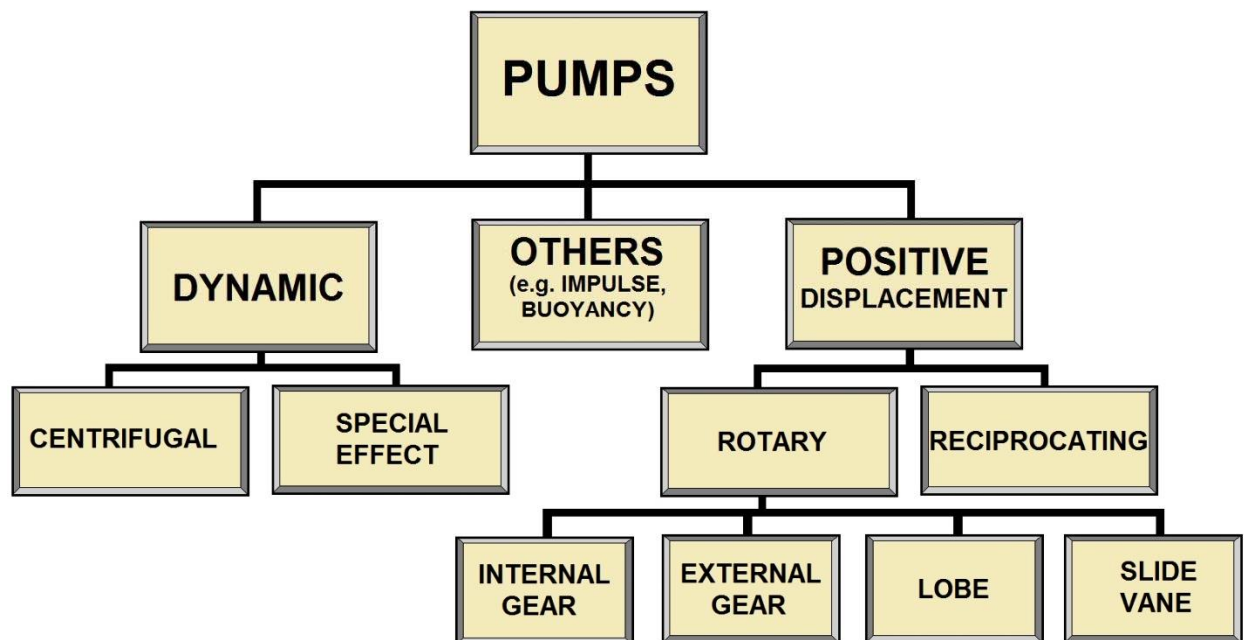 PUMPS
DYNAMIC
OTHERS
(e.g. IMPULSE,
BUOYANCY)
POSITIVE
DISPLACEMENT
CENTRIFUGAL
SPECIAL
EFFECT
ROTARY
RECIPROCATING
INTERNAL
GEAR
EXTERNAL
GEAR
LOBE
SLIDE
VANE